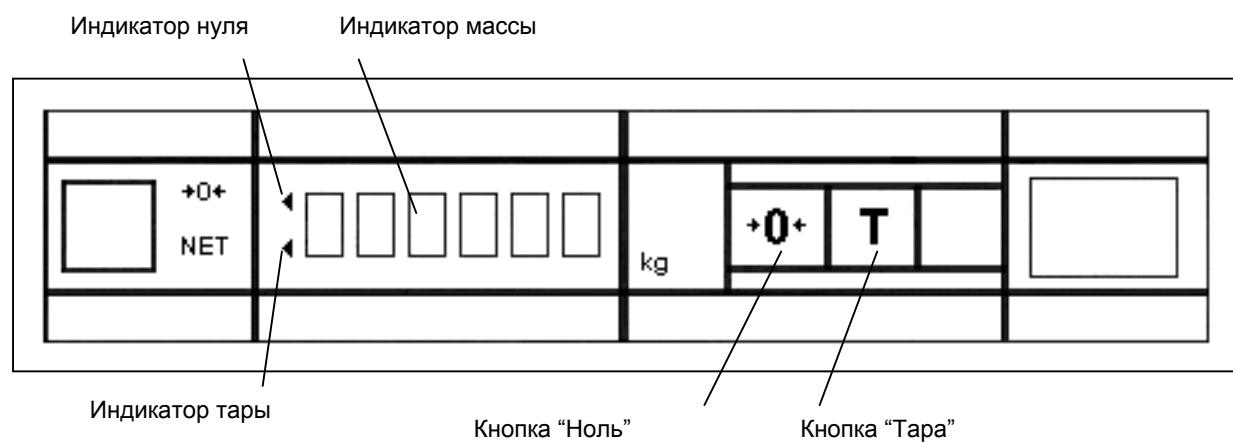 Индикатор нуля
Индикатор массы
→0←
NET
kg
→0←
T
Индикатор тары
Кнопка “Ноль”
Кнопка “Тара”